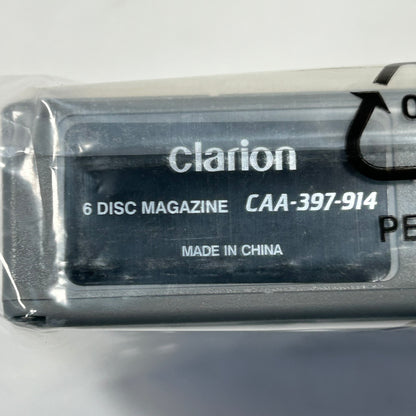 clarion
6 DISC MAGAZINE CAA-397-914
MADE IN CHINA
PE